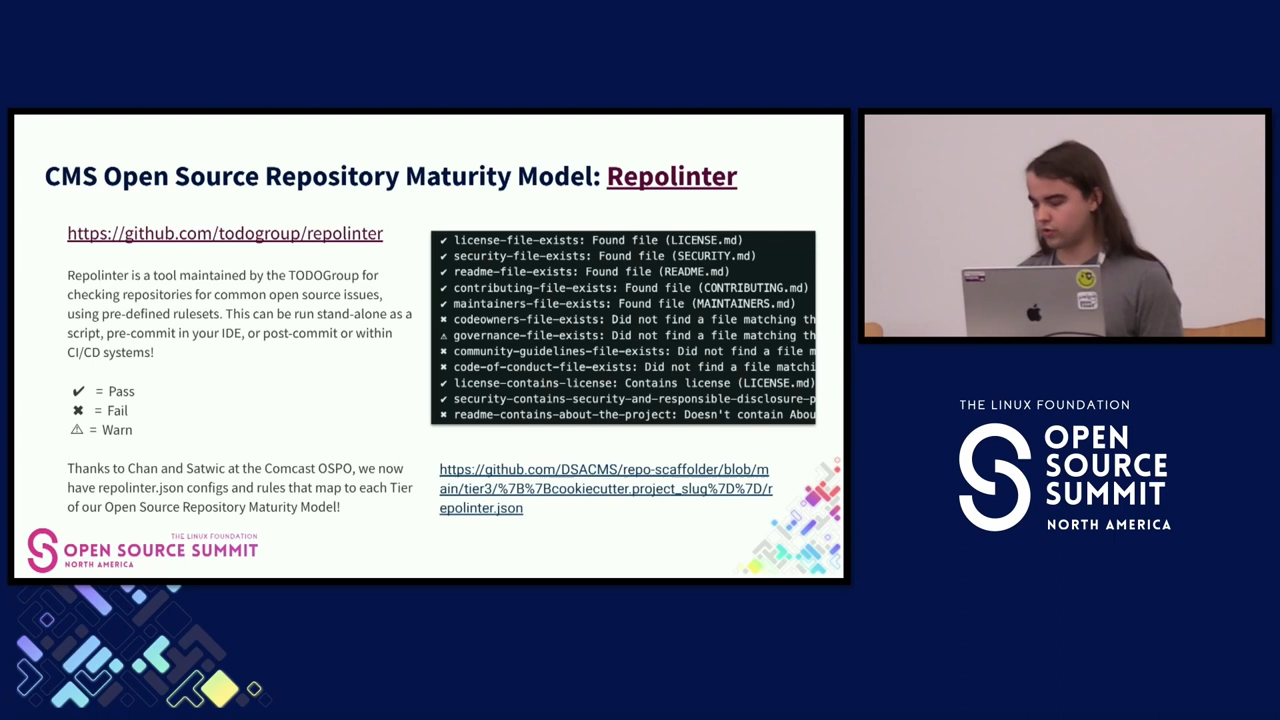 CMS Open Source Repository Maturity Model: Repolinter
https://github.com/todogroup/repolinter
Repolinter is a tool maintained by the TODOGroup for
checking repositories for common open source issues,
using pre-defined rulesets. This can be run stand-alone as a
script, pre-commit in your IDE, or post-commit or within
CI/CD systems!
✔ = Pass
✖ = Fail
⚠ = Warn
Thanks to Chan and Satwic at the Comcast OSPO, we now
have repolinter.json configs and rules that map to each Tier
of our Open Source Repository Maturity Model!
✔ license-file-exists: Found file (LICENSE.md)
✔ security-file-exists: Found file (SECURITY.md)
✔ readme-file-exists: Found file (README.md)
✔ contributing-file-exists: Found file (CONTRIBUTING.md)
✔ maintainers-file-exists: Found file (MAINTAINERS.md)
✖ codeowners-file-exists: Did not find a file matching th
⚠ governance-file-exists: Did not find a file matching th
✖ community-guidelines-file-exists: Did not find a file m
✖ code-of-conduct-file-exists: Did not find a file matchi
✔ license-contains-license: Contains license (LICENSE.md)
✔ security-contains-security-and-responsible-disclosure-p
✖ readme-contains-about-the-project: Doesn't contain Abou
https://github.com/DSACMS/repo-scaffolder/blob/m
ain/tier3/%7B%7Bcookiecutter.project_slug%7D%7D/r
epolinter.json
THE LINUX FOUNDATION
OPEN SOURCE SUMMIT
NORTH AMERICA
THE LINUX FOUNDATION
OPEN
SOURCE
SUMMIT
NORTH AMERICA